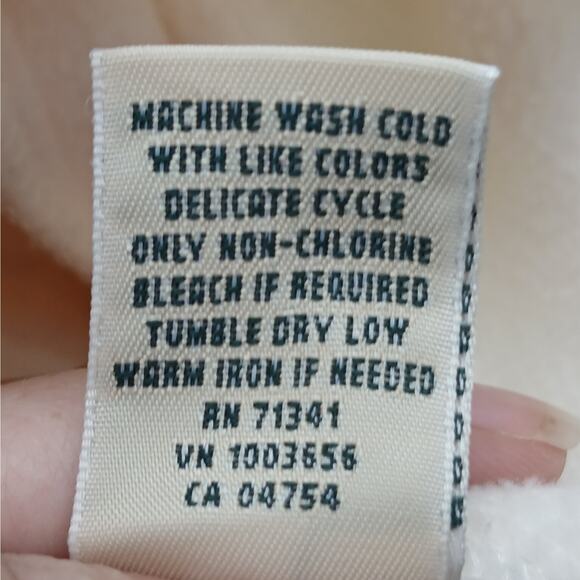 MACHINE WASH COLD
WITH LIKE COLORS
DELICATE CYCLE
ONLY NON-CHLORINE
BLEACH IF REQUIRED
TUMBLE DRY LOW
WARM IRON IF NEEDED
RN 71341
VN 1003656
CA 04754